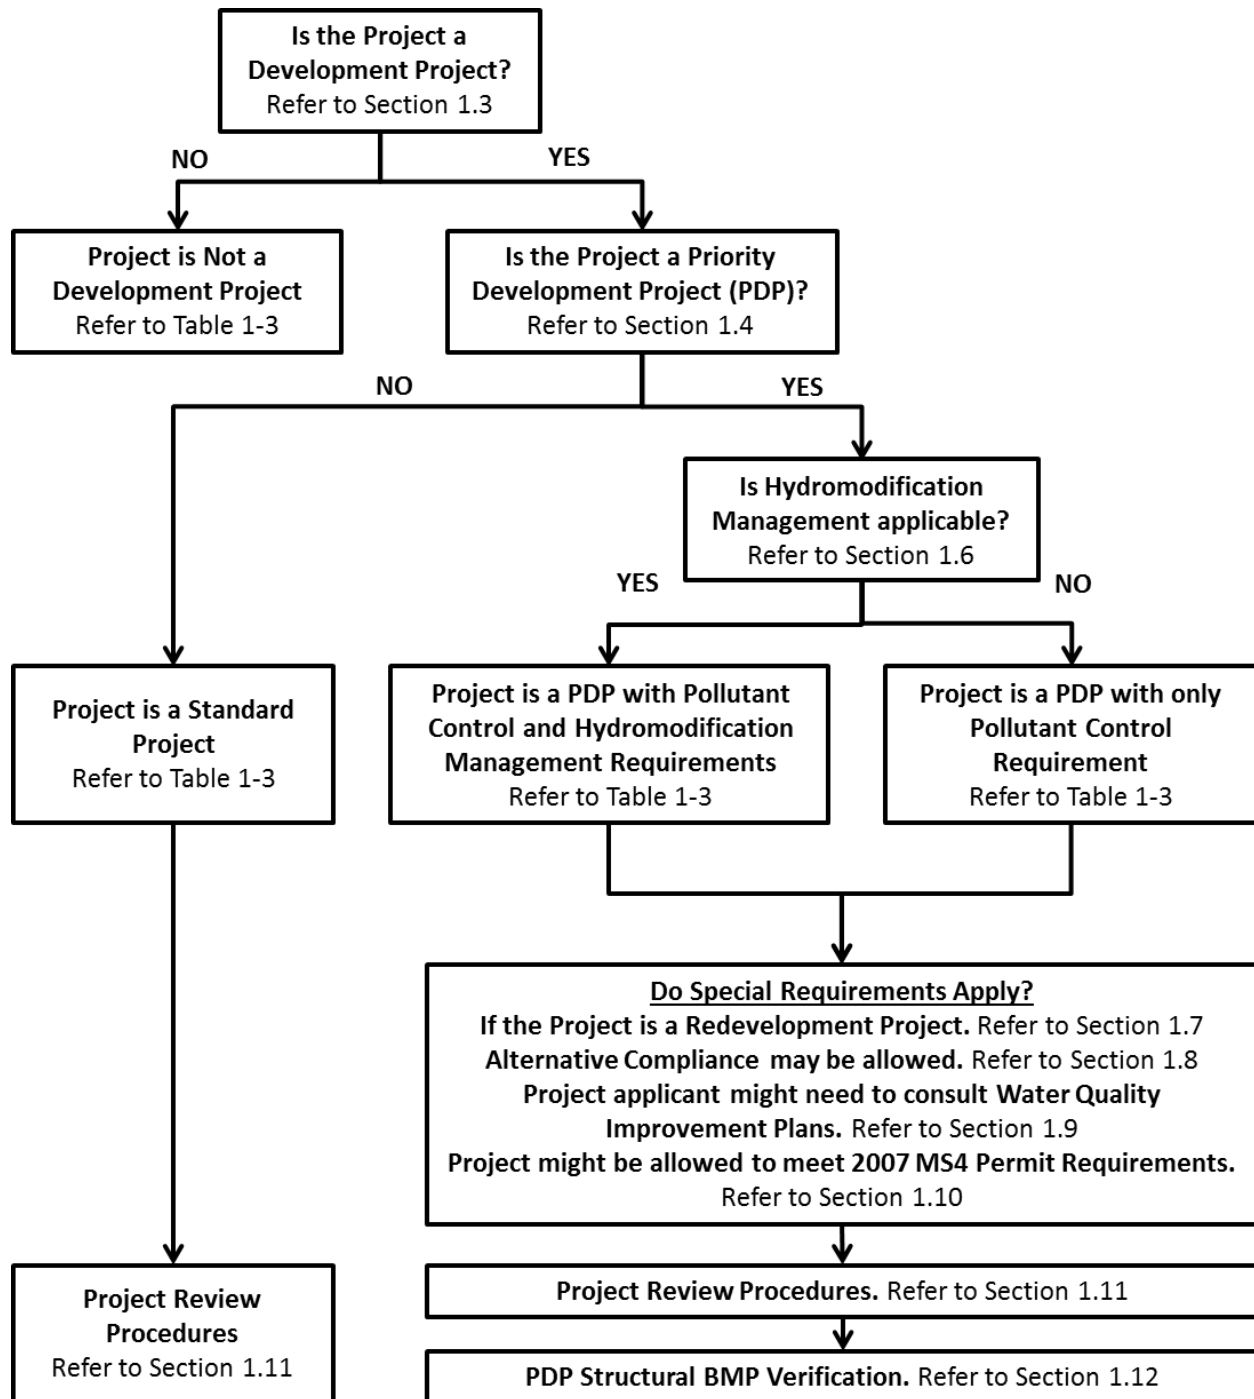 Is the Project a
Development Project?
Refer to Section 1.3
NO
YES
Project is Not a
Development Project
Refer to Table 1-3
Is the Project a Priority
Development Project (PDP)?
Refer to Section 1.4
NO
YES
Is Hydromodification
Management applicable?
Refer to Section 1.6
YES
NO
Project is a Standard
Project
Refer to Table 1-3
Project is a PDP with Pollutant
Control and Hydromodification
Management Requirements
Refer to Table 1-3
Project is a PDP with only
Pollutant Control
Requirement
Refer to Table 1-3
Do Special Requirements Apply?
If the Project is a Redevelopment Project. Refer to Section 1.7
Alternative Compliance may be allowed. Refer to Section 1.8
Project applicant might need to consult Water Quality
Improvement Plans. Refer to Section 1.9
Project might be allowed to meet 2007 MS4 Permit Requirements.
Refer to Section 1.10
Project Review
Procedures
Refer to Section 1.11
Project Review Procedures. Refer to Section 1.11
PDP Structural BMP Verification. Refer to Section 1.12